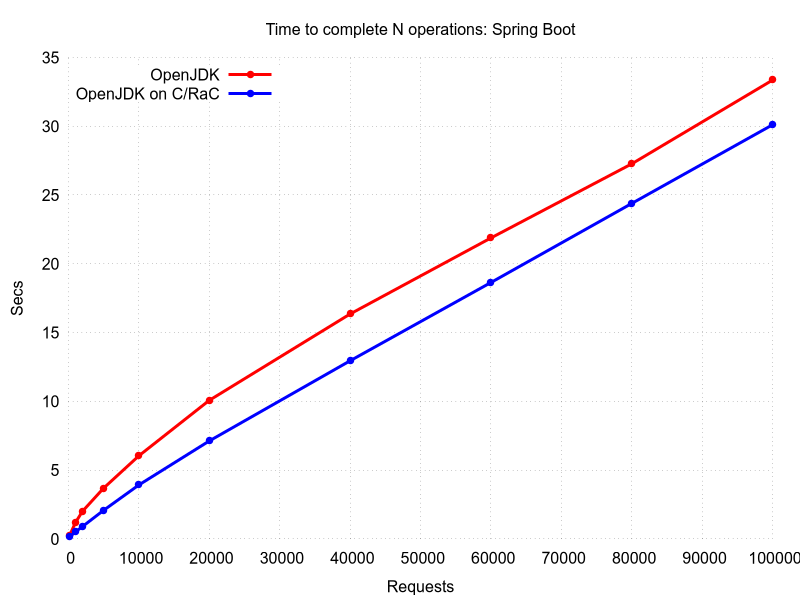 Time to complete N operations: Spring Boot
OpenJDK
OpenJDK on C/RaC
35
30
25
20
15
10
5
0
Secs
0 10000 20000 30000 40000 50000 60000 70000 80000 90000 100000
Requests